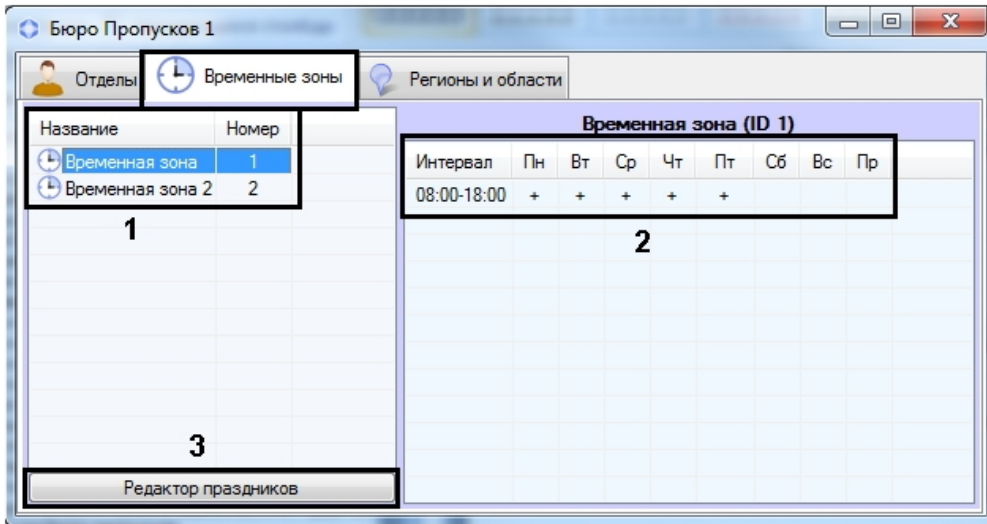 Бюро Пропусков 1
Отделы Временные зоны Регионы и области
Название Номер
Временная зона 1
Временная зона 2 2
1
Временная зона (ID 1)
Интервал Пн Вт Ср Чт Пт Сб Вс Пр
08:00-18:00 + + + + +
2
3
Редактор праздников